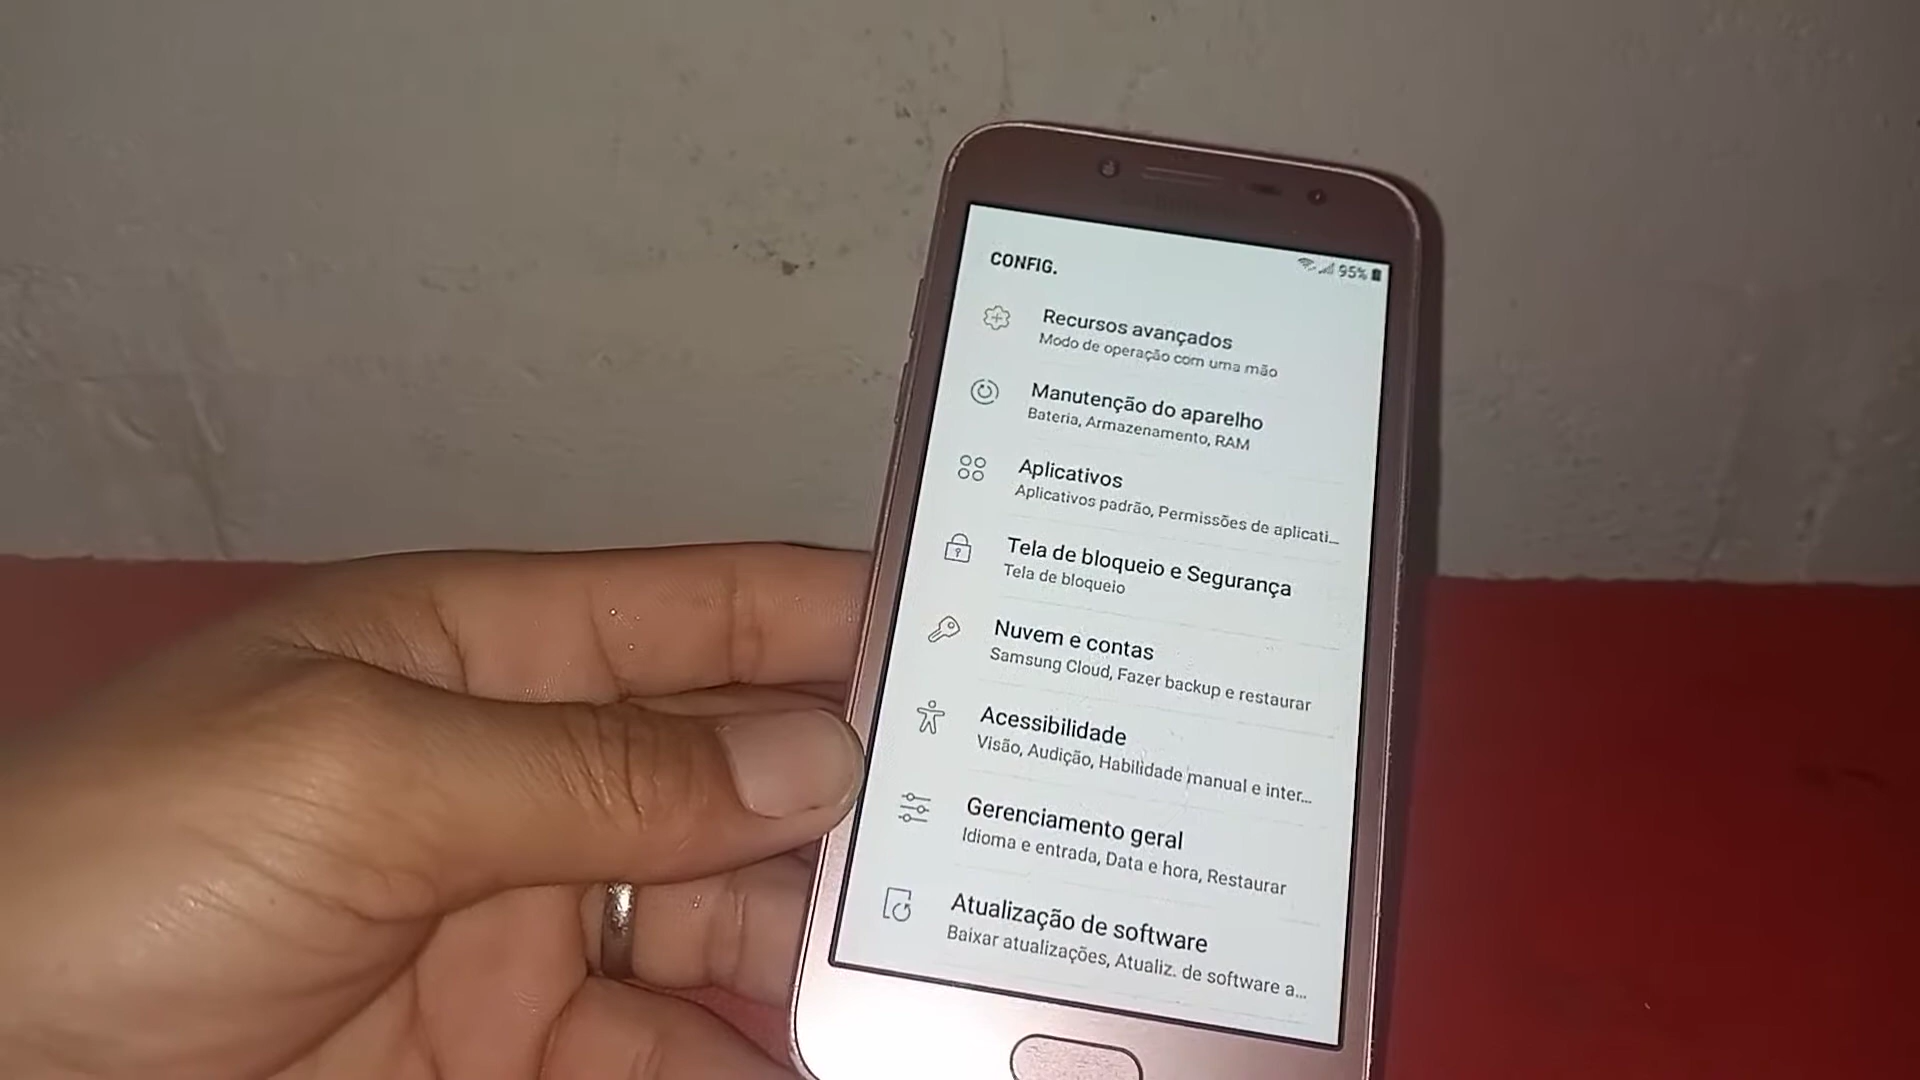 CONFIG.
95%
Recursos avançados
Modo de operação com uma mão
Manutenção do aparelho
Bateria, Armazenamento, RAM
Aplicativos
Aplicativos padrão, Permissões de aplicati...
Tela de bloqueio e Segurança
Tela de bloqueio
Nuvem e contas
Samsung Cloud, Fazer backup e restaurar
Acessibilidade
Visão, Audição, Habilidade manual e inter...
Gerenciamento geral
Idioma e entrada, Data e hora, Restaurar
Atualização de software
Baixar atualizações, Atualiz. de software a...